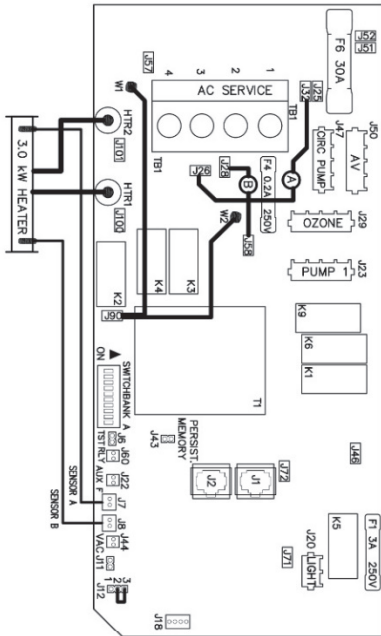 J52
J51
F6 30A
J57
4 3 2 1
AC SERVICE
TB1
TB1
W1
J25
J32
J50
J47
CIRC PUMP
AV
HTR2
J101
3.0 kW HEATER
HTR1
J100
J26
J28
B
A
F4 0.2A 250V
W2
J58
OZONE
J29
PUMP 1
J23
K2
K4
K3
J90
K9
K6
K1
T1
ON
SWITCHBANK A
PERSIST.
MEMORY
J43
J6
TSTRLY
J60
AUX F
J22
J7
J8
VAC
J44
J11
J12
1 2 3
SENSOR A
SENSOR B
J2
J1
J72
J46
K5
F1 3A 250V
J20
LIGHT
J71
J18